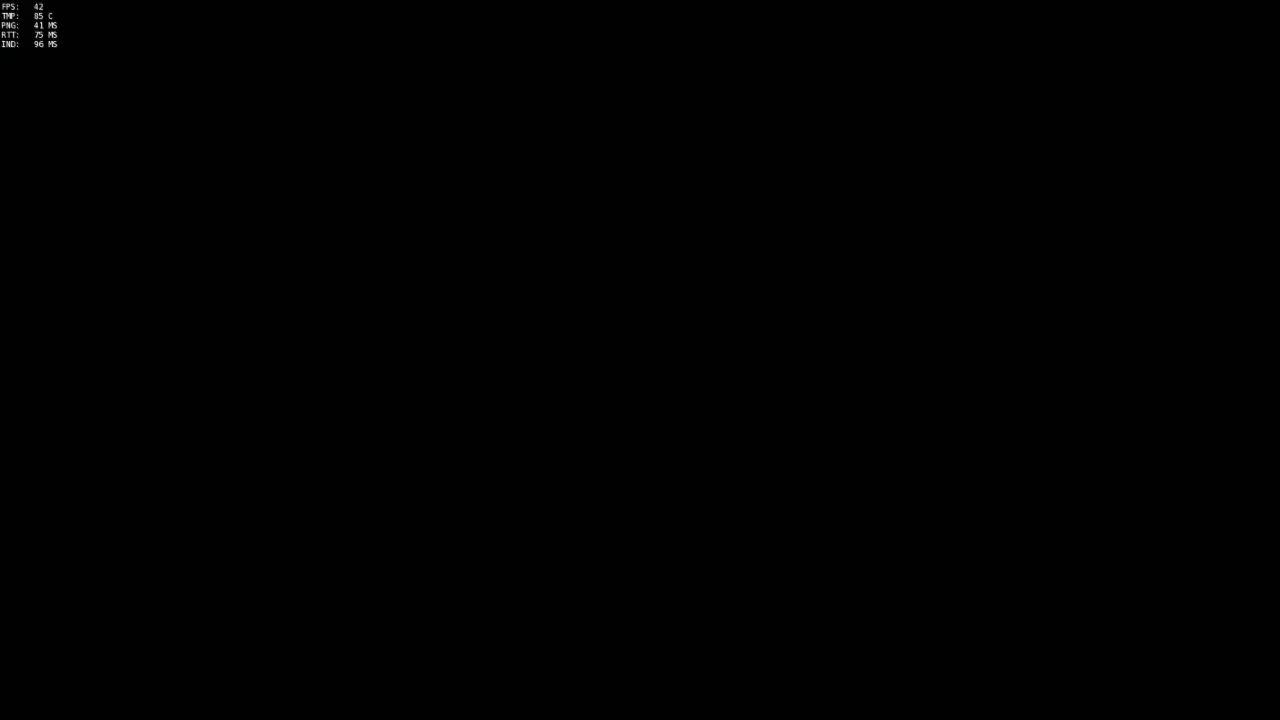 FPS: 42
TMP: 85 C
PNG: 41 MS
RTT: 75 MS
IND: 96 MS